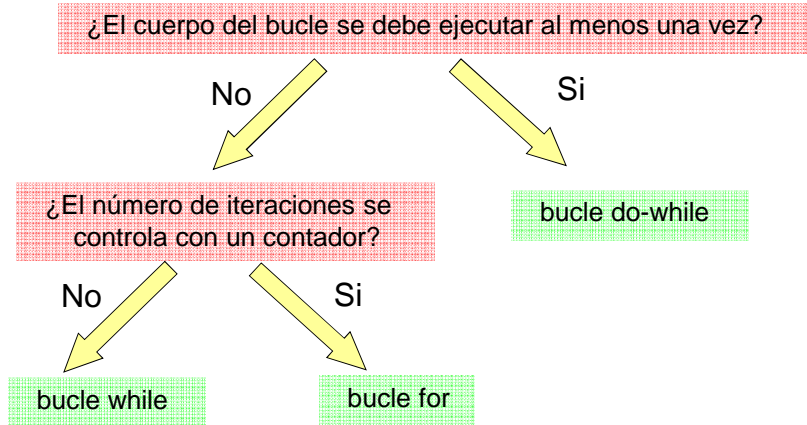 ¿El cuerpo del bucle se debe ejecutar al menos una vez?
No
Si
¿El número de iteraciones se
controla con un contador?
bucle do-while
No
Si
bucle while
bucle for